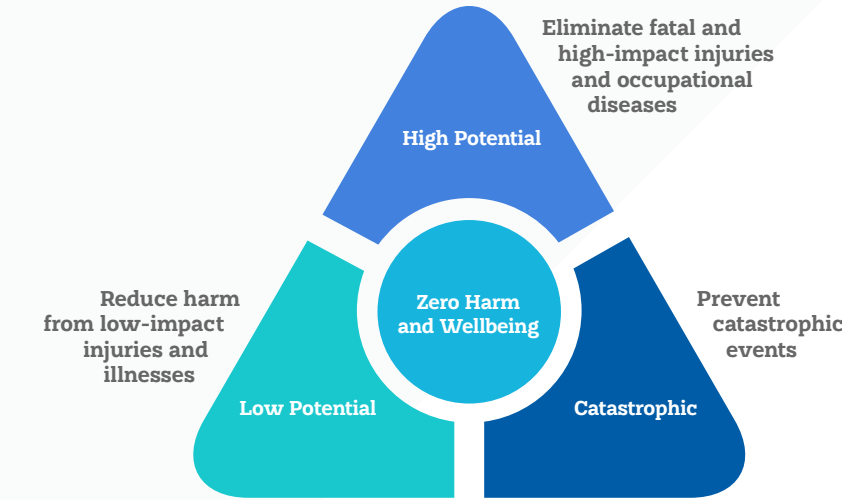 Eliminate fatal and
high-impact injuries
and occupational
diseases
High Potential
Zero Harm
and Wellbeing
Reduce harm
from low-impact
injuries and
illnesses
Low Potential
Prevent
catastrophic
events
Catastrophic